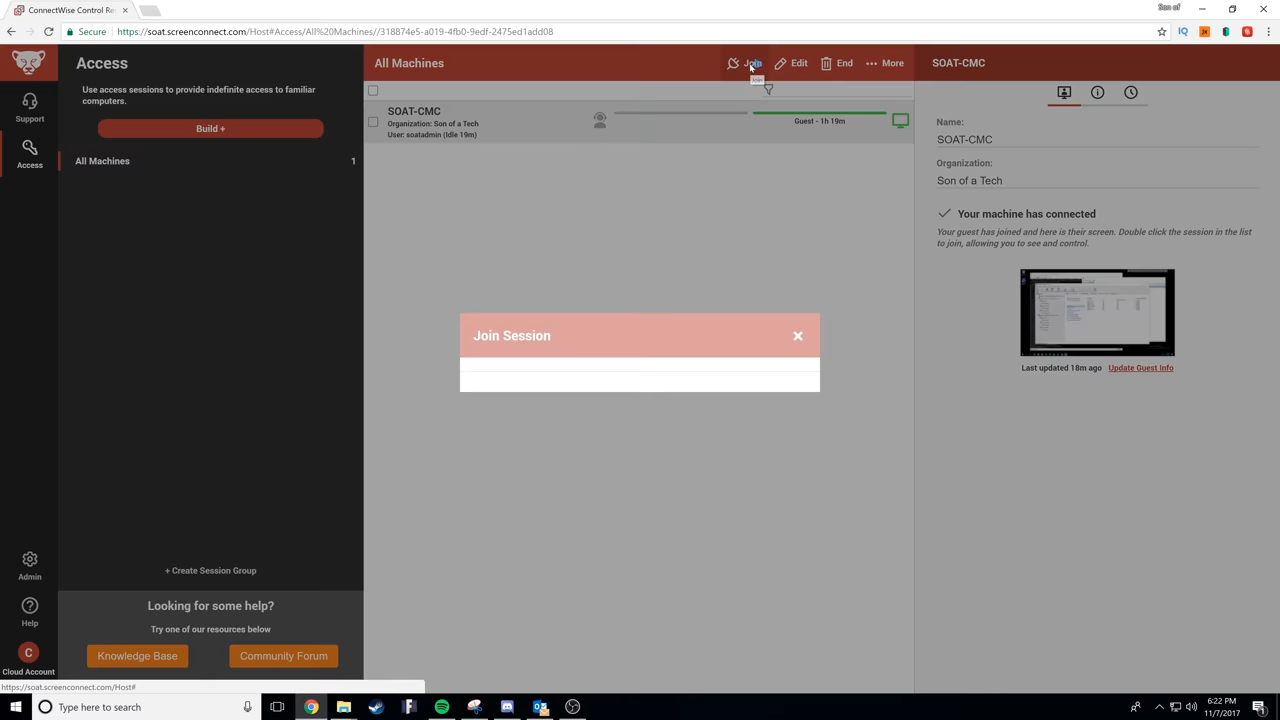 ConnectWise Control Re
Son of
Secure
https://soat.screenconnect.com/Host#Access/All%20Machines//318874e5-a019-4fb0-9edf-2475ed1add08
Access
Use access sessions to provide indefinite access to familiar
computers.
Build +
All Machines 1
+ Create Session Group
Looking for some help?
Try one of our resources below
Knowledge Base
Community Forum
Support
Access
Admin
Help
C
Cloud Account
https://soat.screenconnect.com/Host#
All Machines
Join
Edit
End
More
Join
SOAT-CMC
Organization: Son of a Tech
User: soatadmin (Idle 19m)
Guest - 1h 19m
Join Session
SOAT-CMC
Name:
SOAT-CMC
Organization:
Son of a Tech
Your machine has connected
Your guest has joined and here is their screen. Double click the session in the list
to join, allowing you to see and control.
Last updated 18m ago Update Guest Info
Type here to search
6:22 PM
11/7/2017